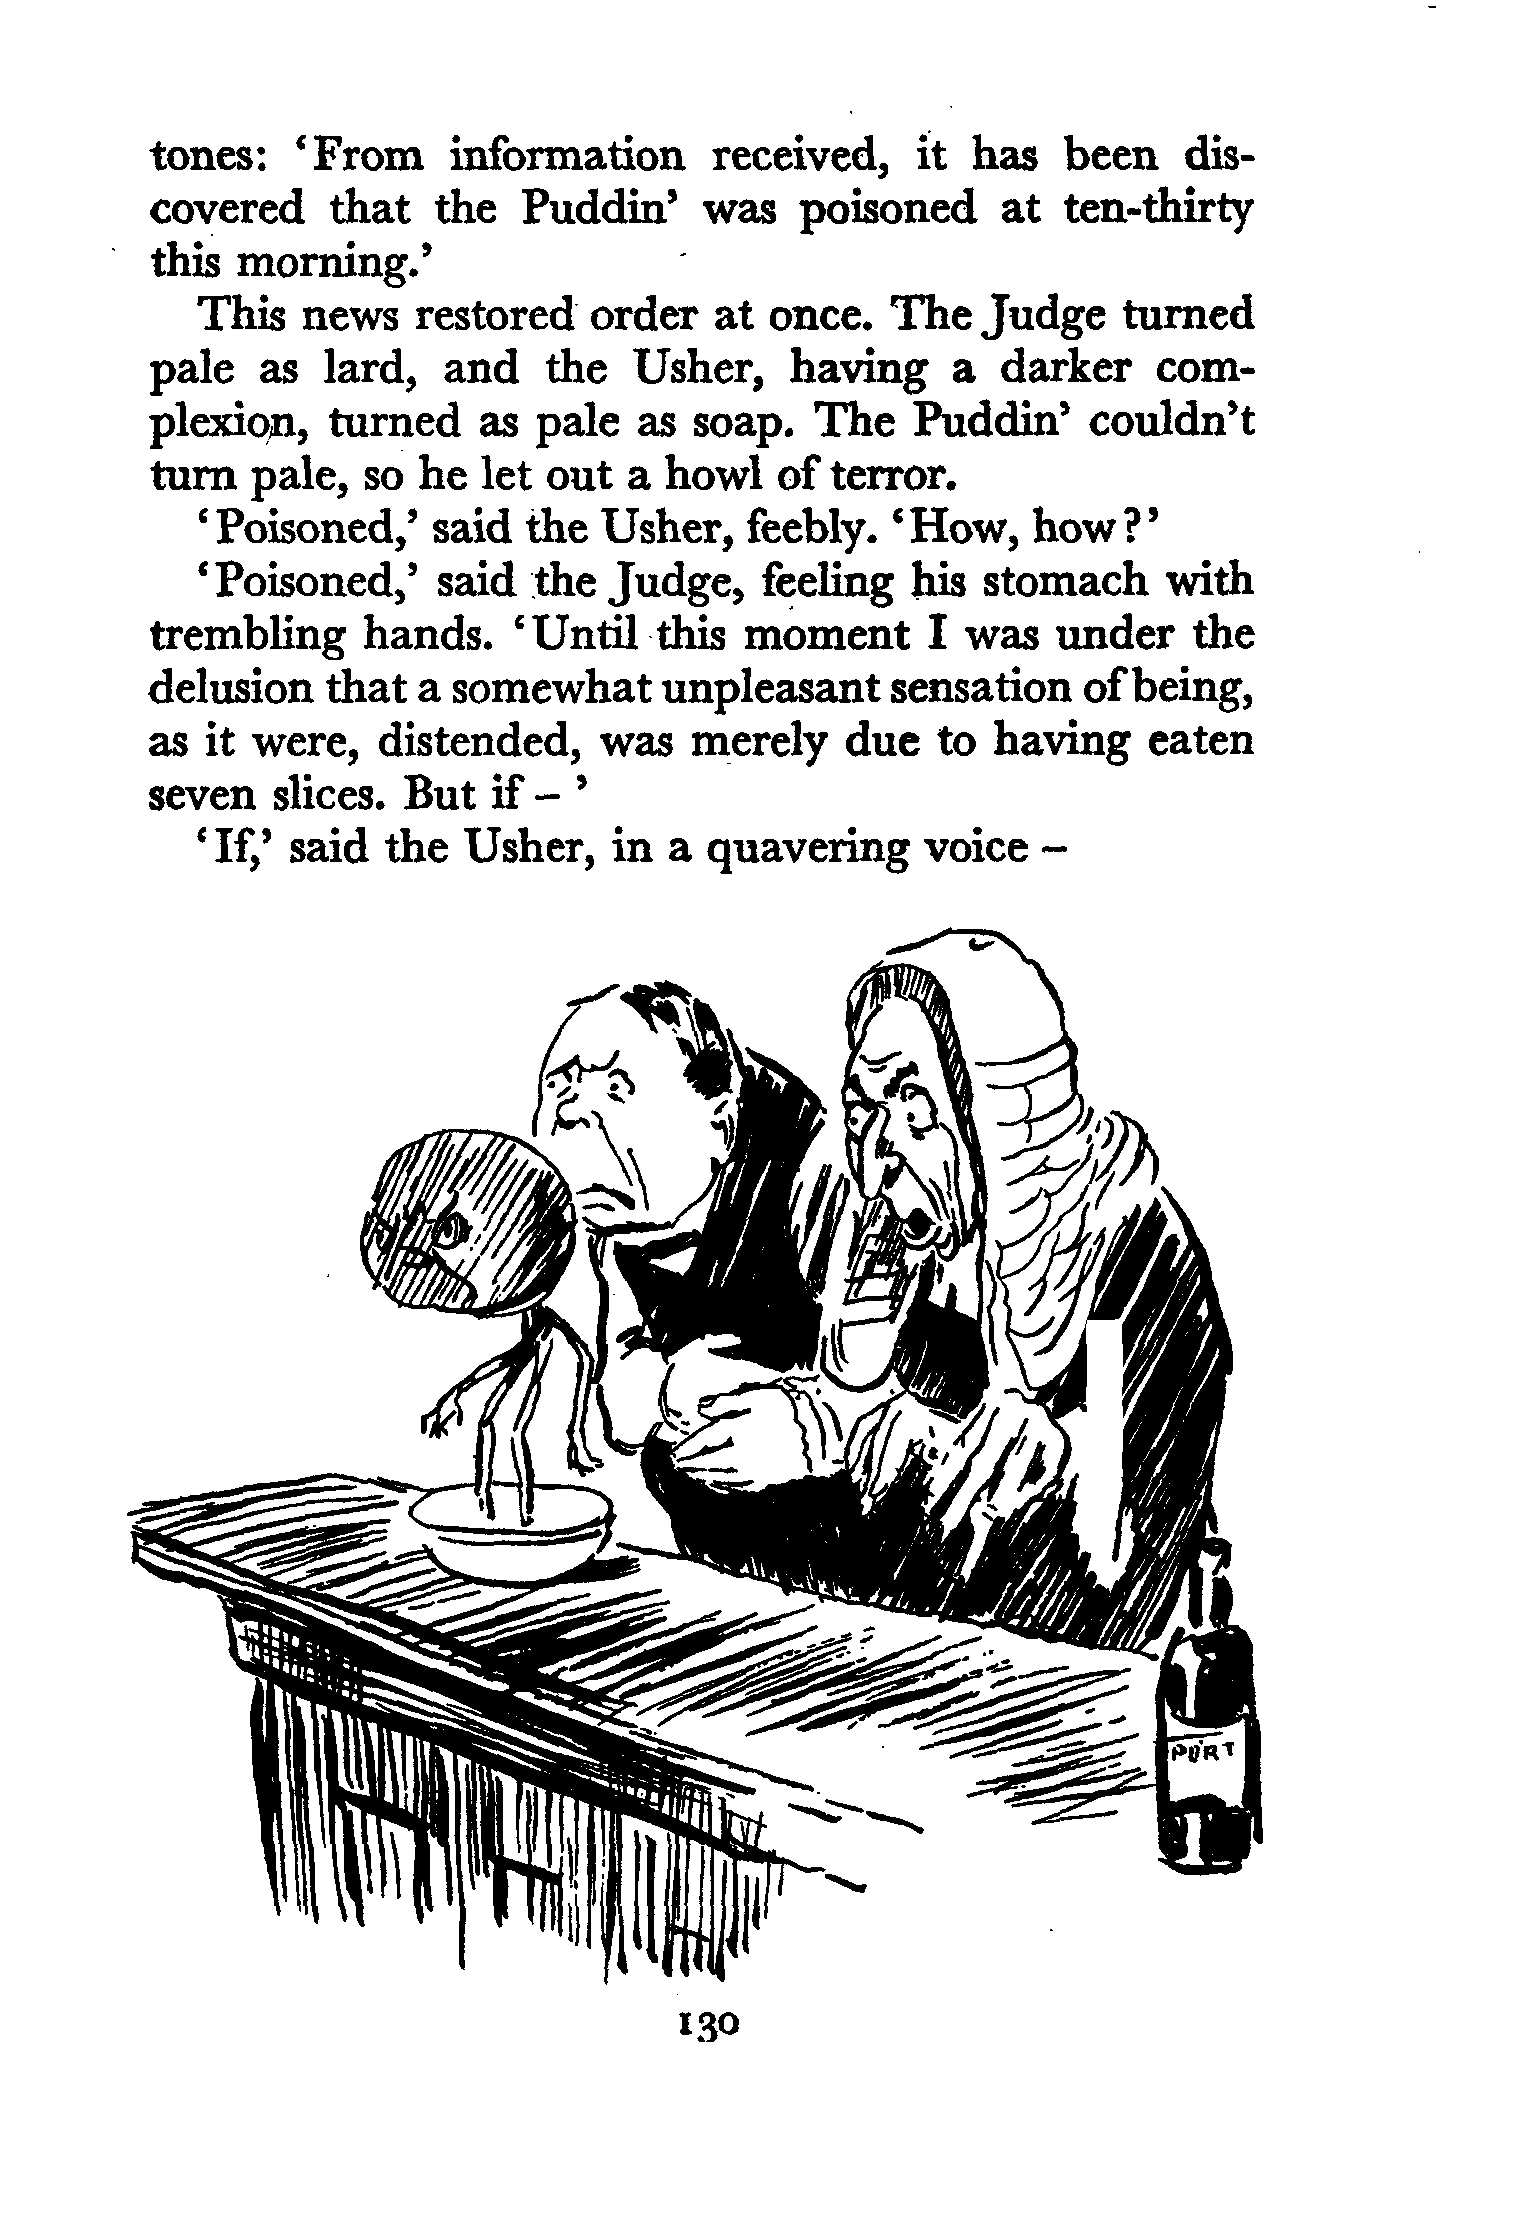 tones: ‘From information received, it has been dis-
covered that the Puddin’ was poisoned at ten-thirty
this morning.’
This news restored order at once. The Judge turned
pale as lard, and the Usher, having a darker com-
plexion, turned as pale as soap. The Puddin’ couldn’t
turn pale, so he let out a howl of terror.
‘Poisoned,’ said the Usher, feebly. ‘How, how?’
‘Poisoned,’ said the Judge, feeling his stomach with
trembling hands. ‘Until this moment I was under the
delusion that a somewhat unpleasant sensation of being,
as it were, distended, was merely due to having eaten
seven slices. But if – ’
‘If,’ said the Usher, in a quavering voice –
PORT
130